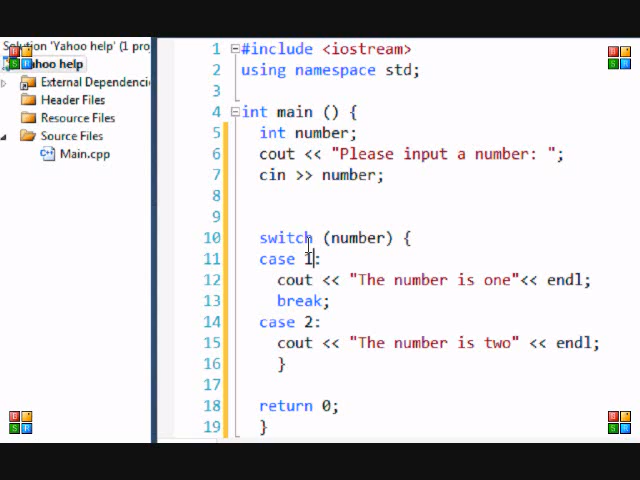 Solution 'Yahoo help' (1 proj
Yahoo help
External Dependencie
Header Files
Resource Files
Source Files
Main.cpp
1 #include <iostream>
2 using namespace std;
3
4 int main () {
5 int number;
6 cout << "Please input a number: ";
7 cin >> number;
8
9
10 switch (number) {
11 case 1:
12 cout << "The number is one"<< endl;
13 break;
14 case 2:
15 cout << "The number is two" << endl;
16 }
17
18 return 0;
19 }